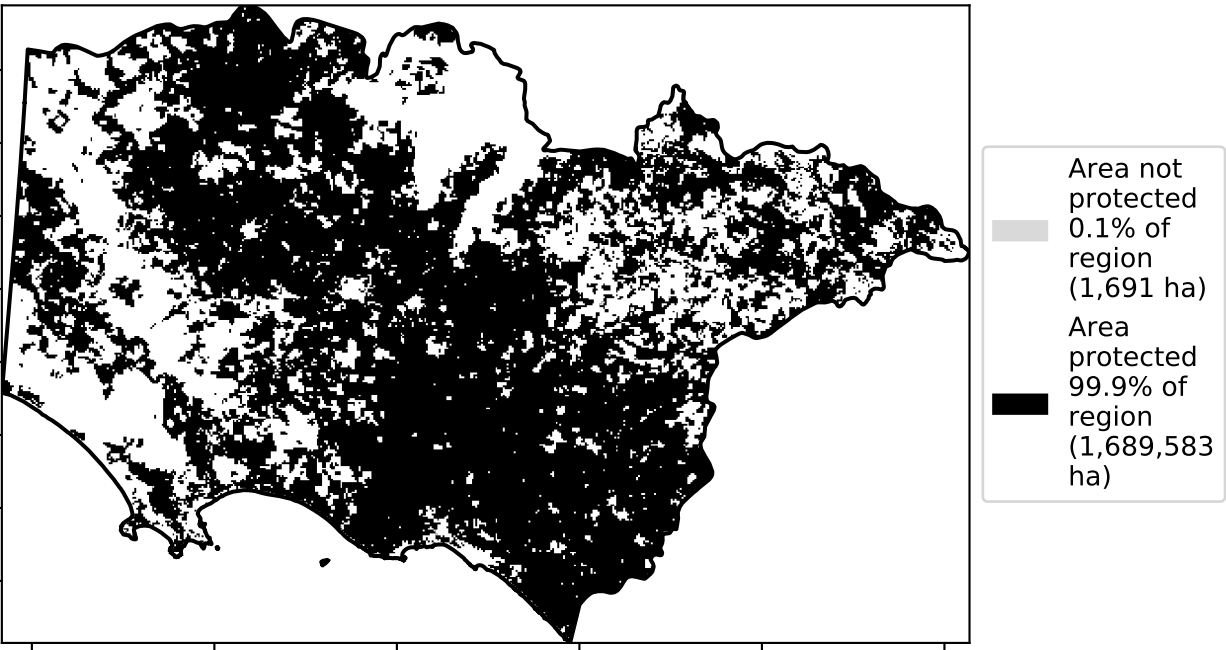 Area not
protected
0.1% of
region
(1,691 ha)
Area
protected
99.9% of
region
(1,689,583
ha)